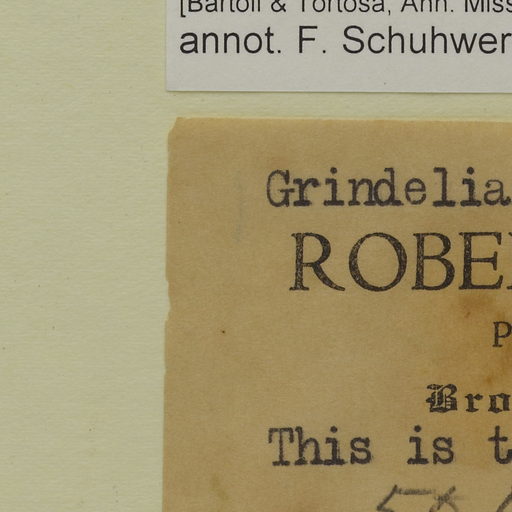 [Bartoli & Tortosa, Ann. Miss
annot. F. Schuhwer
Grindelia
ROBE
P
Bro
This is t